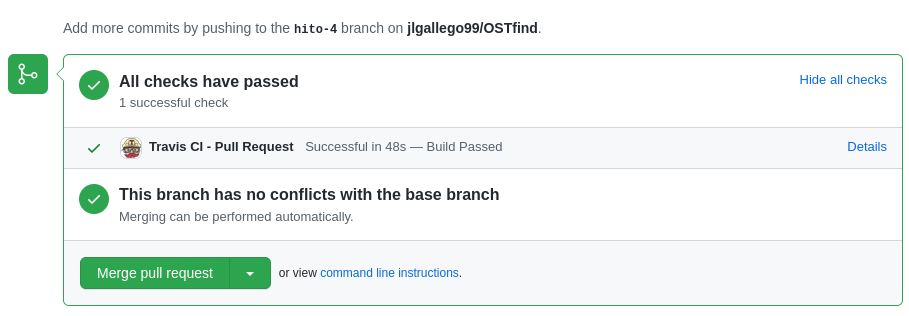 Add more commits by pushing to the hito-4 branch on jlgallego99/OSTfind.
All checks have passed
Hide all checks
1 successful check
Travis CI - Pull Request Successful in 48s — Build Passed
Details
This branch has no conflicts with the base branch
Merging can be performed automatically.
Merge pull request
or view command line instructions.